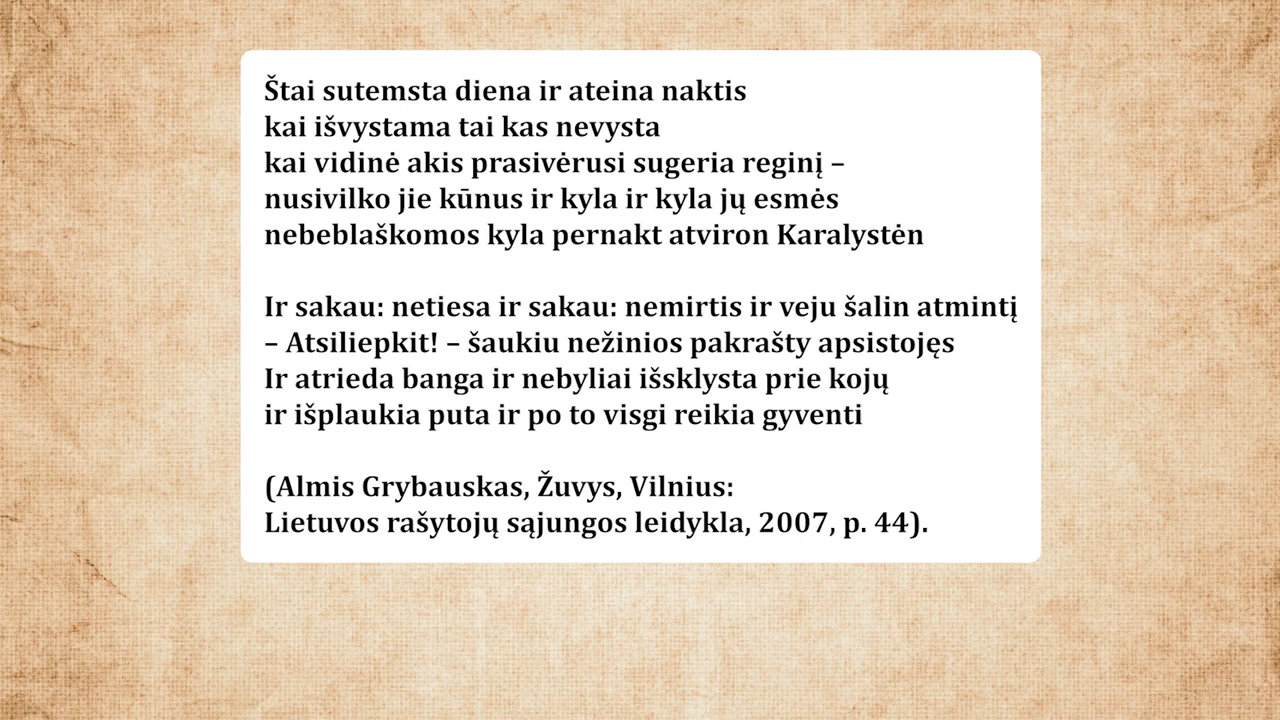 Štai sutemsta diena ir ateina naktis
kai išvystama tai kas nevysta
kai vidinė akis prasivėrusi sugeria reginį –
nusivilko jie kūnus ir kyla ir kyla jų esmės
nebeblaškomos kyla pernakt atviron Karalystėn
Ir sakau: netiesa ir sakau: nemirtis ir veju šalin atmintį
– Atsiliepkit! – šaukiu nežinios pakrašty apsistojęs
Ir atrieda banga ir nebyliai išsklysta prie kojų
ir išplaukia puta ir po to visgi reikia gyventi
(Almis Grybauskas, Žuvys, Vilnius:
Lietuvos rašytojų sąjungos leidykla, 2007, p. 44).